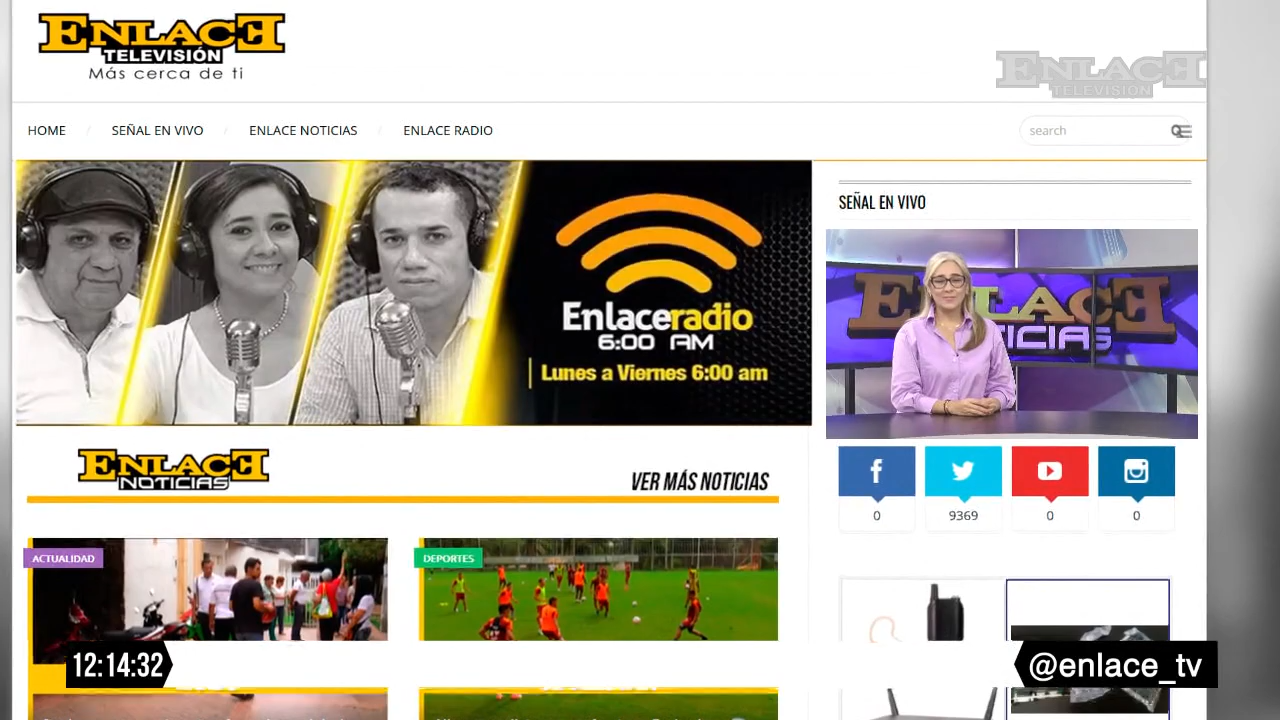 ENLACE
TELEVISIÓN
Más cerca de ti
ENLACE
TELEVISIÓN
HOME / SEÑAL EN VIVO / ENLACE NOTICIAS / ENLACE RADIO
search
Enlaceradio
6:00 AM
Lunes a Viernes 6:00 am
SEÑAL EN VIVO
ENLACE
NOTICIAS
ENLACE
NOTICIAS
VER MÁS NOTICIAS
0
9369
0
0
ACTUALIDAD
DEPORTES
12:14:32
@enlace_tv